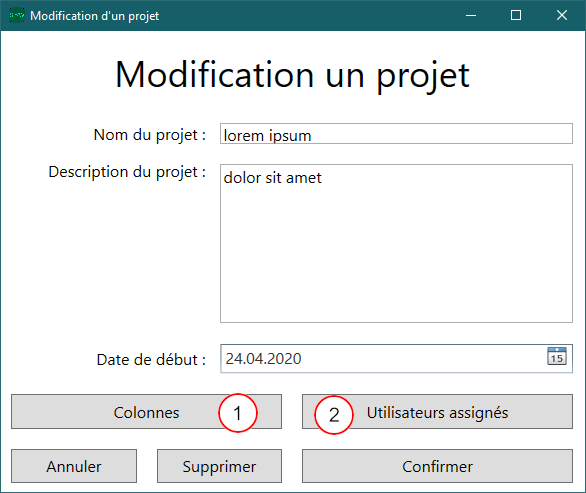 Modification d'un projet
Modification un projet
Nom du projet : lorem ipsum
Description du projet : dolor sit amet
Date de début : 24.04.2020 15
Colonnes 1 2 Utilisateurs assignés
Annuler Supprimer Confirmer